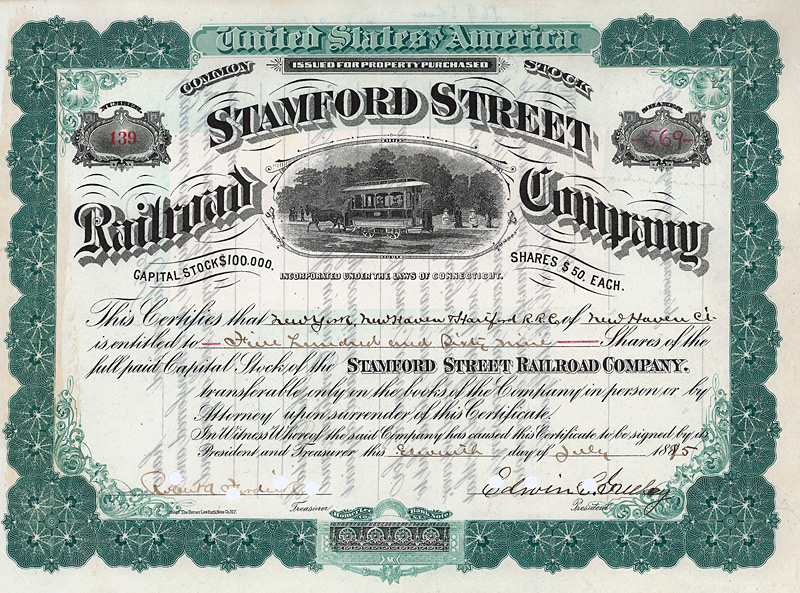 United States of America
ISSUED FOR PROPERTY PURCHASED
COMMON STOCK
NUMBER
139
SHARES
-569-
STAMFORD STREET
Railroad Company
CAPITAL STOCK $100.000.
SHARES $50. EACH.
INCORPORATED UNDER THE LAWS OF CONNECTICUT.
This Certifies that New York, New Haven & Hartford R.R. Co. of New Haven Ct.
is entitled to Five Hundred and Sixty nine Shares of the
full paid Capital Stock of the STAMFORD STREET RAILROAD COMPANY.
transferable only in the books of the Company in person or by
Attorney upon surrender of this Certificate.
In Witness Whereof the said Company has caused this Certificate to be signed by its
President and Treasurer this Eleventh day of July 1895
Edwin
Treasurer
President